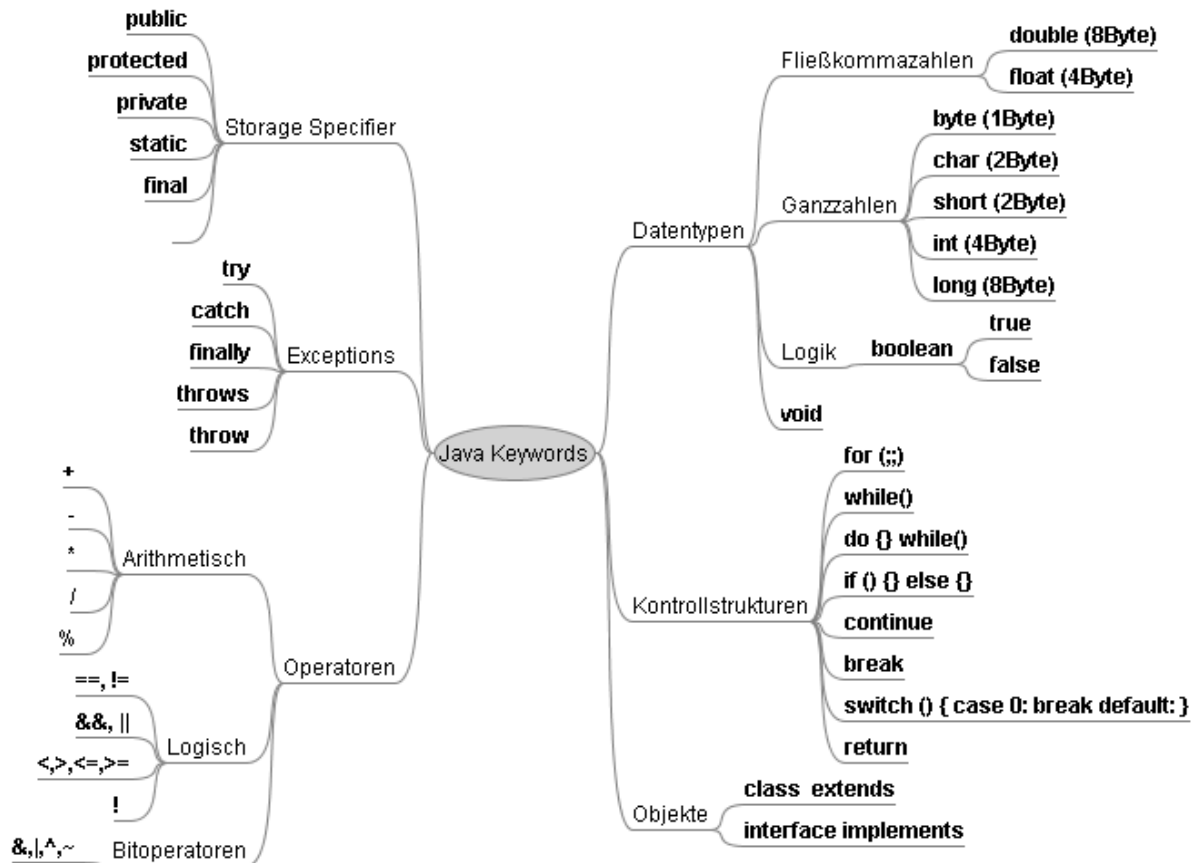 Java Keywords
Storage Specifier
public
protected
private
static
final
Exceptions
try
catch
finally
throws
throw
Operatoren
Arithmetisch
+
-
*
/
%
Logisch
==, !=
&&, ||
<,>,<=,>=
!
Bitoperatoren
&,|,^,~
Datentypen
Fließkommazahlen
double (8Byte)
float (4Byte)
Ganzzahlen
byte (1Byte)
char (2Byte)
short (2Byte)
int (4Byte)
long (8Byte)
Logik
boolean
true
false
void
Kontrollstrukturen
for (;;)
while()
do {} while()
if () {} else {}
continue
break
switch () { case 0: break default: }
return
Objekte
class extends
interface implements